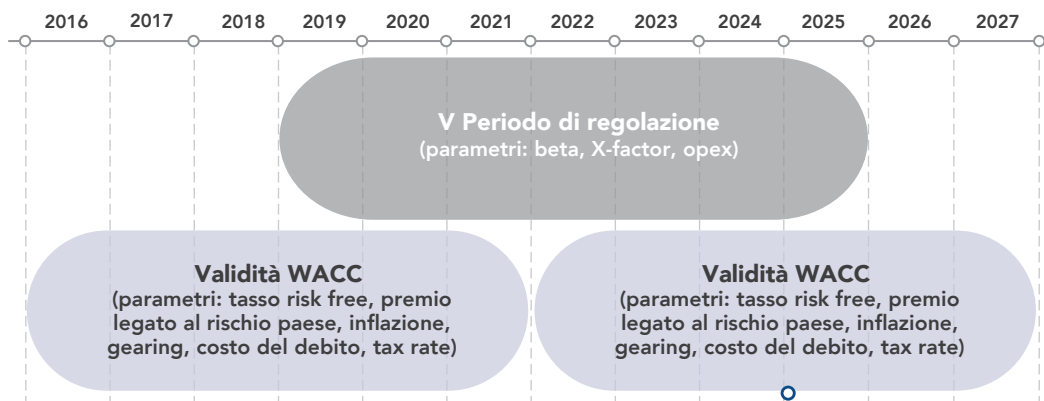 2016 2017 2018 2019 2020 2021 2022 2023 2024 2025 2026 2027
V Periodo di regolazione
(parametri: beta, X-factor, opex)
Validità WACC
(parametri: tasso risk free, premio
legato al rischio paese, inflazione,
gearing, costo del debito, tax rate)
Validità WACC
(parametri: tasso risk free, premio
legato al rischio paese, inflazione,
gearing, costo del debito, tax rate)